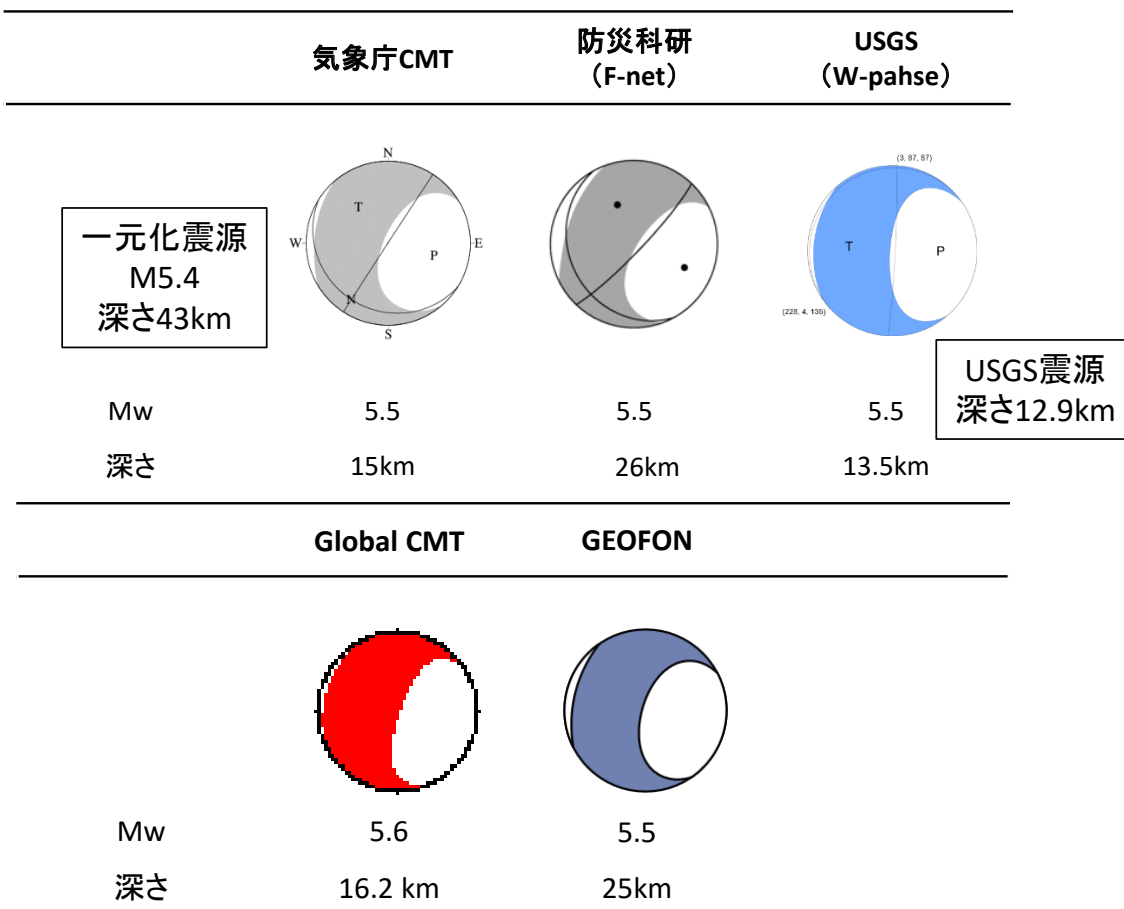 気象庁CMT
防災科研
（F-net）
USGS
（W-pahse）
一元化震源
M5.4
深さ43km
N
W
E
S
T
P
N
(3, 87, 87)
T
P
(228, 4, 135)
USGS震源
深さ12.9km
Mw 5.5 5.5 5.5
深さ 15km 26km 13.5km
Global CMT GEOFON
Mw 5.6 5.5
深さ 16.2 km 25km